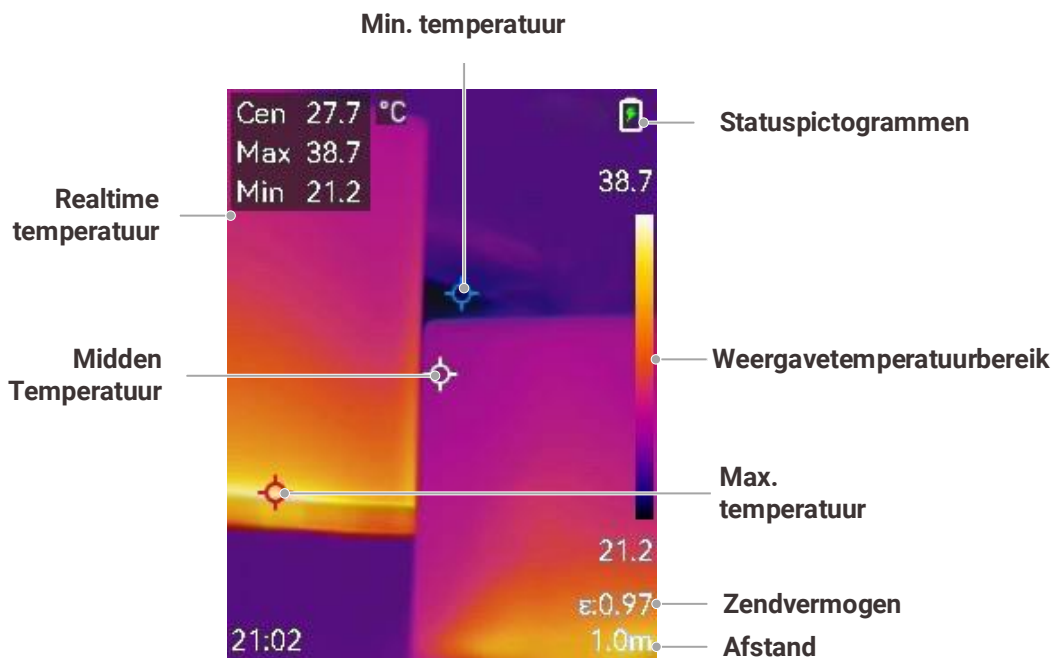 Min. temperatuur
Cen 27.7 °C
Max 38.7
Min 21.2
Statuspictogrammen
38.7
Realtime
temperatuur
Midden
Temperatuur
Weergavetemperatuurbereik
Max.
temperatuur
21.2
ε:0.97
Zendvermogen
21:02
1.0m
Afstand